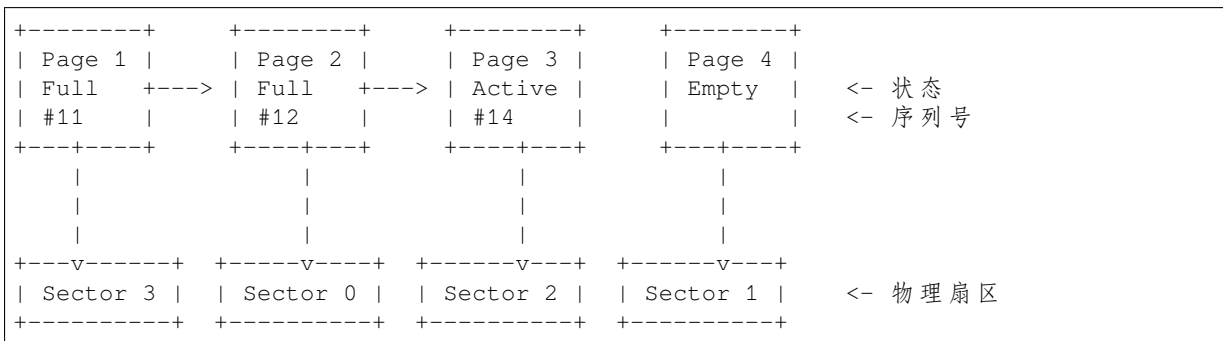 +--------+     +--------+     +--------+     +--------+
| Page 1 |     | Page 2 |     | Page 3 |     | Page 4 |
| Full   +---> | Full   +---> | Active |     | Empty  |   <- 状态
| #11    |     | #12    |     | #14    |     |        |   <- 序列号
+---+----+     +----+---+     +----+---+     +---+----+
    |               |              |             |
    |               |              |             |
    |               |              |             |
+---v------+  +-----v----+  +------v---+  +------v---+
| Sector 3 |  | Sector 0 |  | Sector 2 |  | Sector 1 |   <- 物理扇区
+----------+  +----------+  +----------+  +----------+